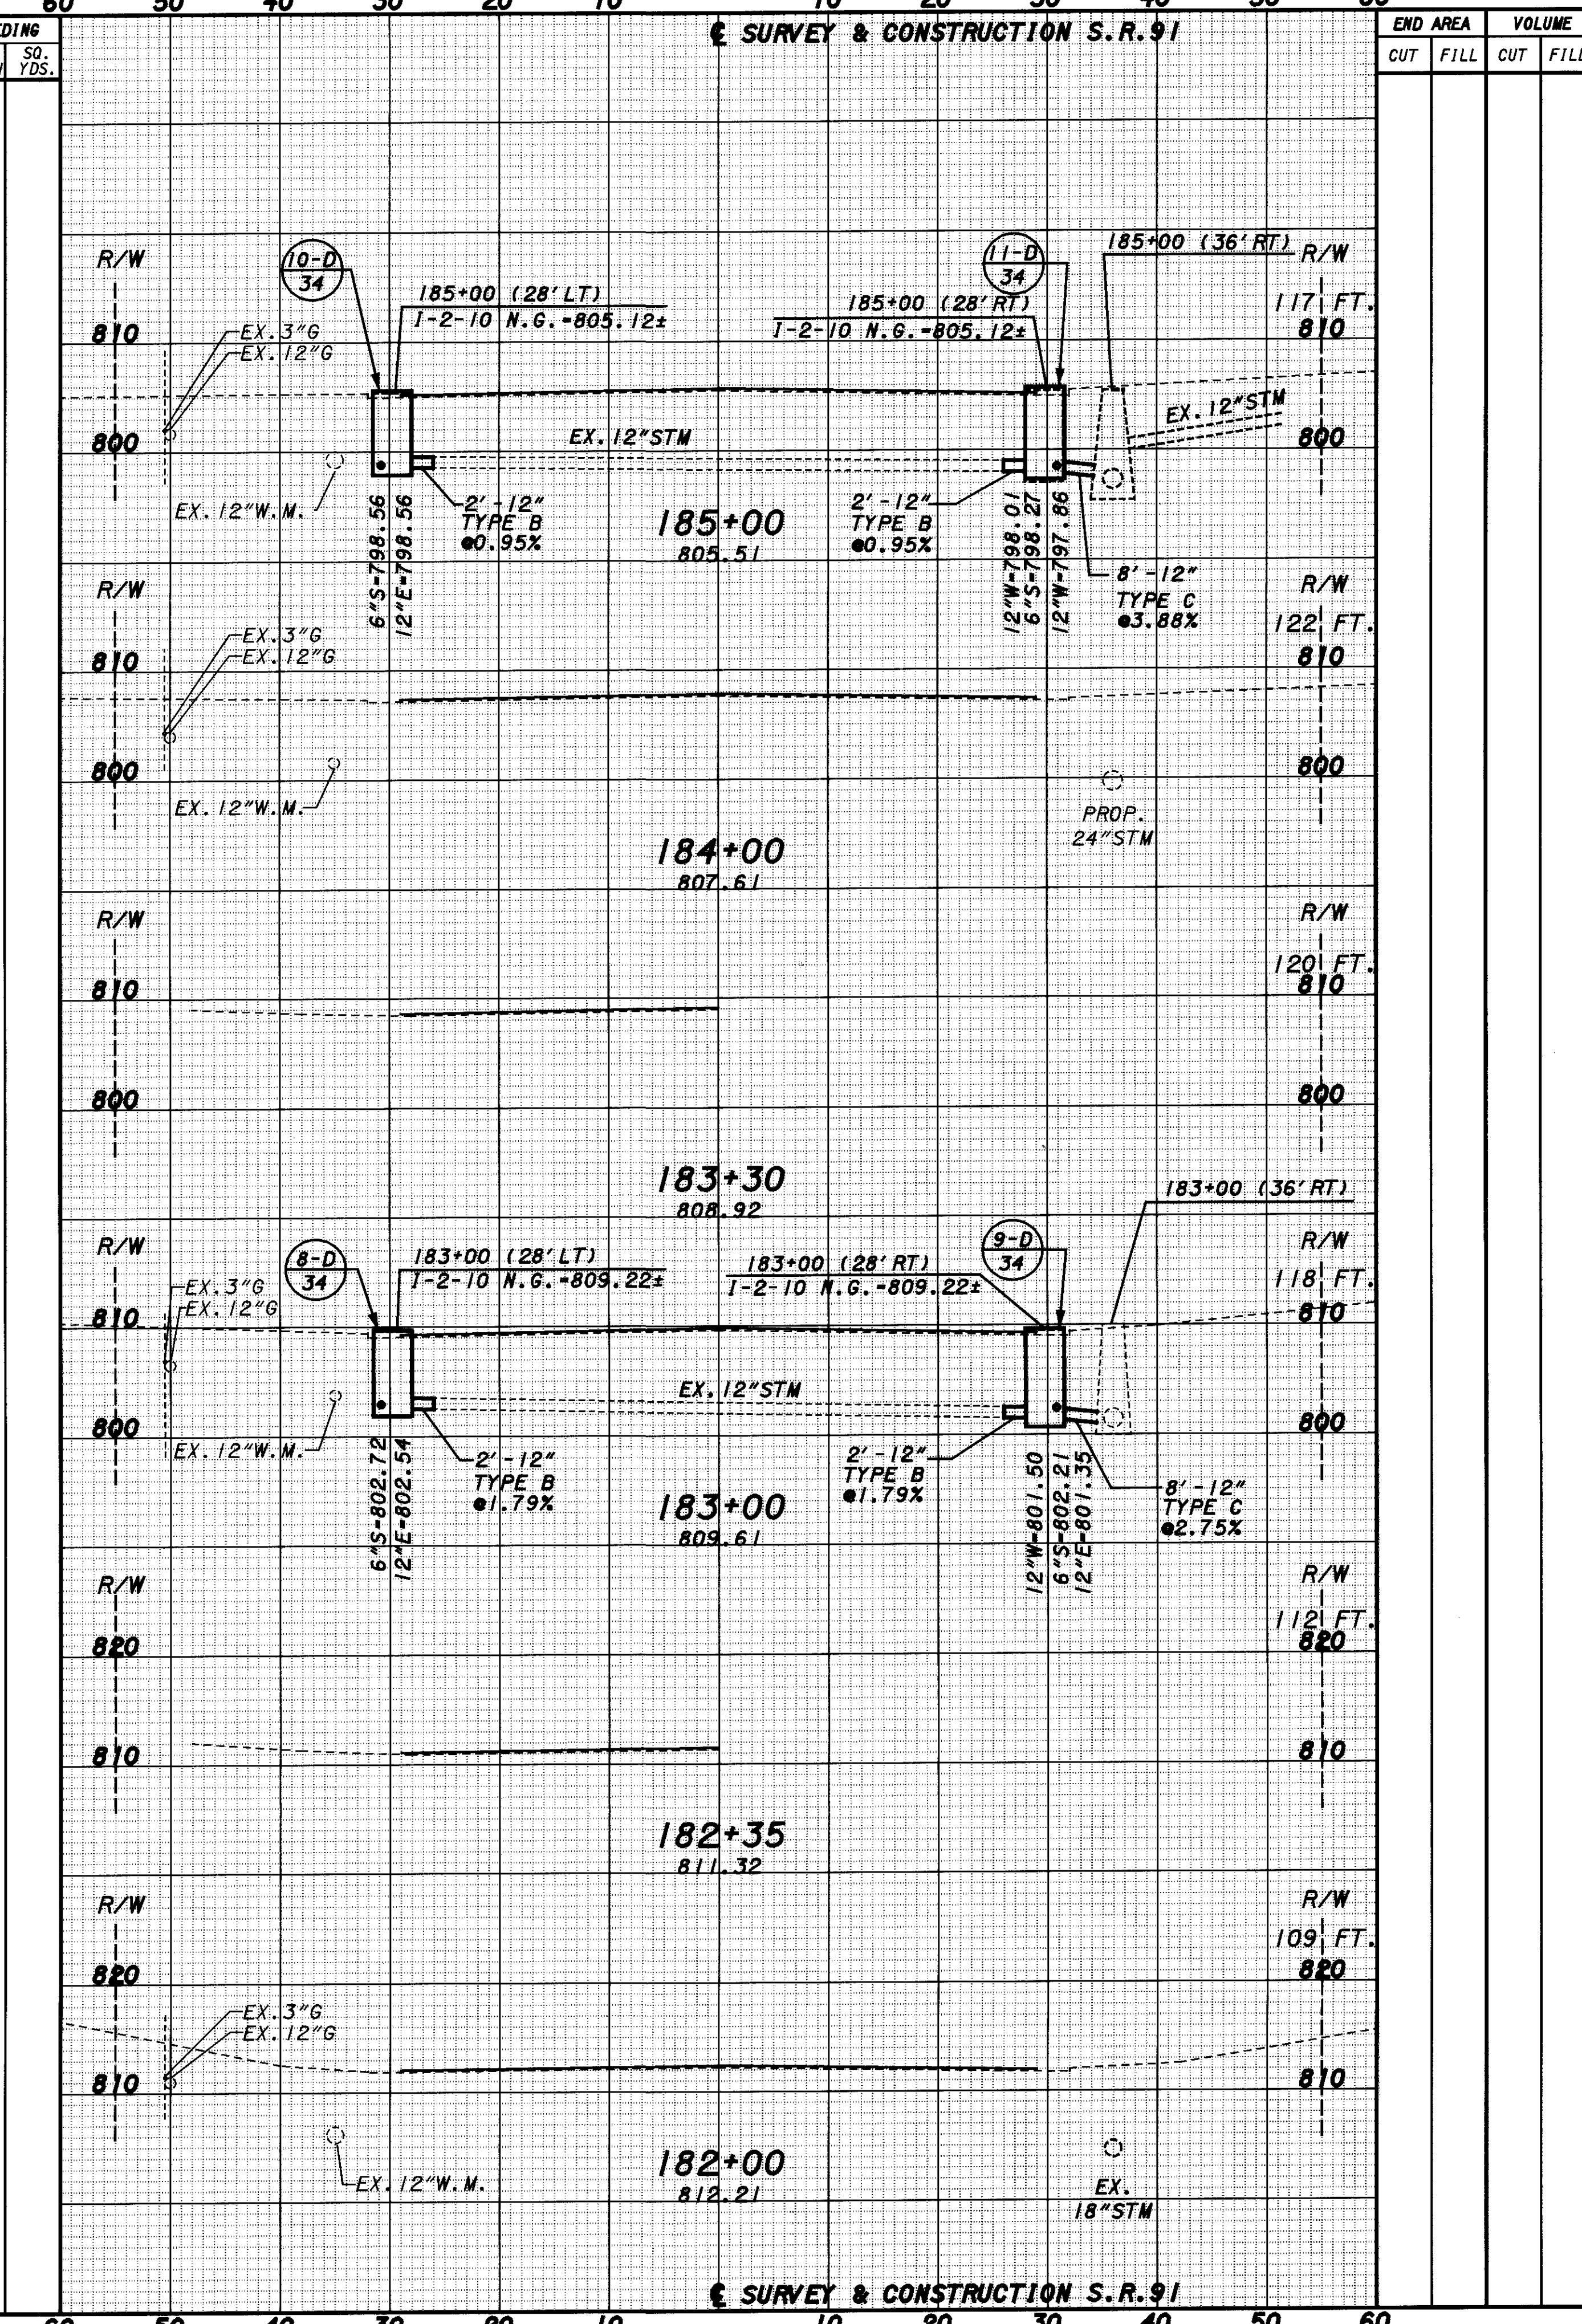 60 50 40 30 20 10 10 20 30 40 50 60
℄ SURVEY & CONSTRUCTION S.R.91
SQ.
YDS.
END AREA VOLUME
CUT FILL CUT FILL
R/W
10-D
34
185+00 (28' LT)
I-2-10 N.G.=805.12±
11-D
34
185+00 (28' RT)
I-2-10 N.G.=805.12±
185+00 (36' RT)
R/W
117 FT.
810
810
EX.3"G
EX.12"G
EX.12"STM
EX.12"STM
800
800
EX.12"W.M.
6"S=798.56
12"E=798.56
2'-12"
TYPE B
@0.95%
185+00
805.51
2'-12"
TYPE B
@0.95%
12"W=798.01
6"S=798.27
12"W=797.86
8'-12"
TYPE C
@3.88%
R/W
R/W
122 FT.
810
810
EX.3"G
EX.12"G
800
800
EX.12"W.M.
PROP.
24"STM
184+00
807.61
R/W
R/W
120 FT.
810
810
800
800
183+30
808.92
R/W
8-D
34
183+00 (28' LT)
I-2-10 N.G.=809.22±
183+00 (28' RT)
I-2-10 N.G.=809.22±
9-D
34
183+00 (36' RT)
R/W
118 FT.
EX.3"G
EX.12"G
810
810
EX.12"STM
800
800
EX.12"W.M.
6"S=802.72
12"E=802.54
2'-12"
TYPE B
@1.79%
183+00
809.61
2'-12"
TYPE B
@1.79%
12"W=801.50
6"S=802.21
12"E=801.35
8'-12"
TYPE C
@2.75%
R/W
R/W
112 FT.
820
820
810
810
182+35
811.32
R/W
R/W
109 FT.
820
820
EX.3"G
EX.12"G
810
810
EX.12"W.M.
182+00
812.21
EX.
18"STM
℄ SURVEY & CONSTRUCTION S.R.91
60 50 40 30 20 10 10 20 30 40 50 60